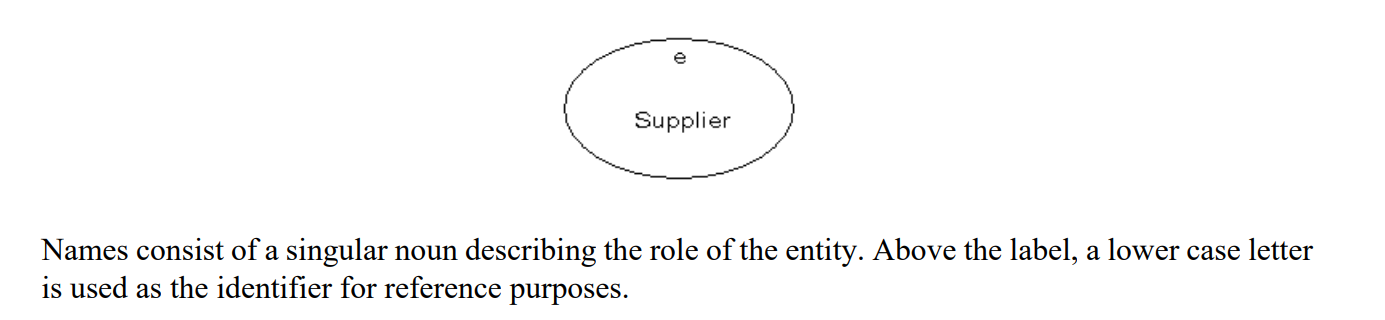 e
Supplier
Names consist of a singular noun describing the role of the entity. Above the label, a lower case letter
is used as the identifier for reference purposes.